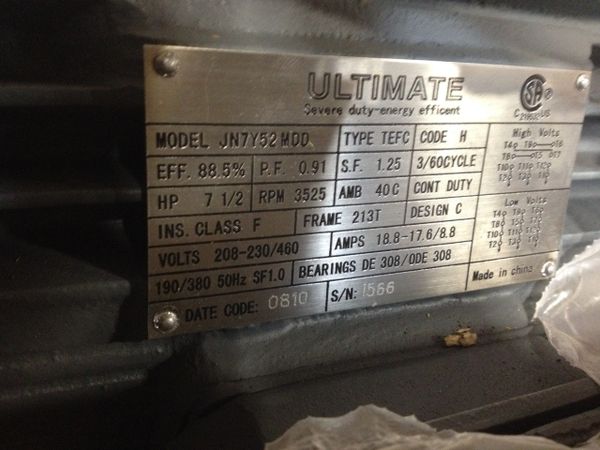 ULTIMATE
Severe duty-energy efficent
CSA ®
C US
MODEL JN7Y52MDD TYPE TEFC CODE H
EFF. 88.5% P.F. 0.91 S.F. 1.25 3/60CYCLE
HP 7 1/2 RPM 3525 AMB 40C CONT DUTY
INS. CLASS F FRAME 213T DESIGN C
VOLTS 208-230/460 AMPS 18.8-17.6/8.8
190/380 50Hz SF1.0 BEARINGS DE 308/ODE 308
DATE CODE: 0810 S/N: 1566
High Volts
Low Volts
Made in china